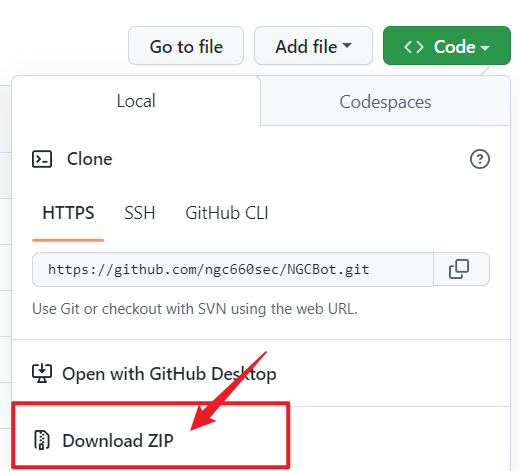 Go to file Add file <> Code
Local Codespaces
Clone
HTTPS SSH GitHub CLI
https://github.com/ngc660sec/NGCBot.git
Use Git or checkout with SVN using the web URL.
Open with GitHub Desktop
Download ZIP